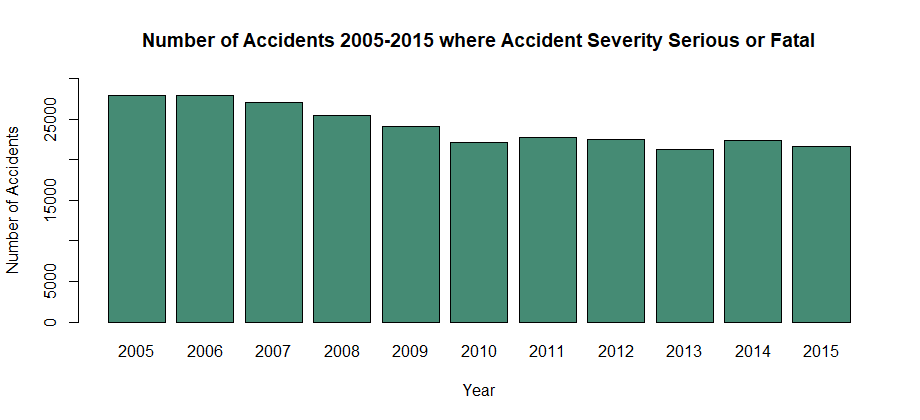 Number of Accidents 2005-2015 where Accident Severity Serious or Fatal
Number of Accidents
25000
15000
5000
0
2005 2006 2007 2008 2009 2010 2011 2012 2013 2014 2015
Year